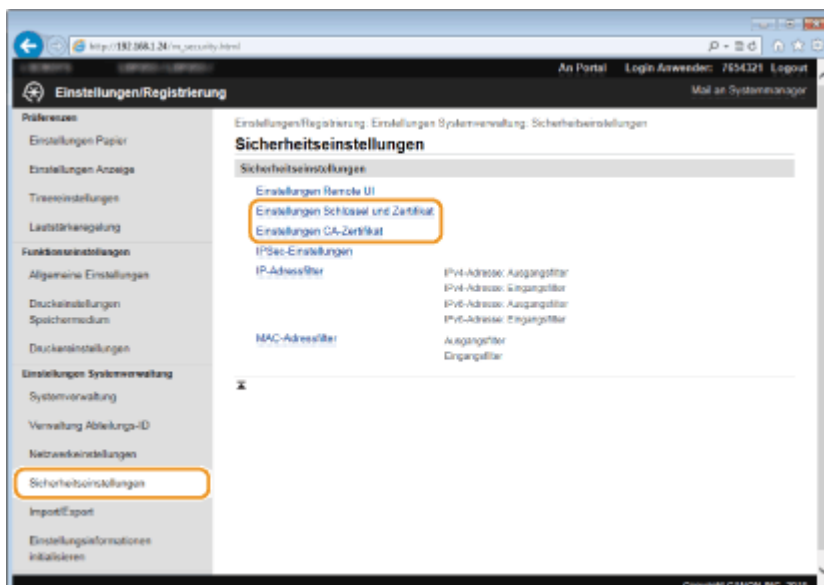 http://192.168.1.24/m_security.html
An Portal Login Anwender: 7654321 Logout
Einstellungen/Registrierung
Mail an Systemmanager
Präferenzen
Einstellungen Papier
Einstellungen Anzeige
Timereinstellungen
Lautstärkeregelung
Funktionseinstellungen
Allgemeine Einstellungen
Druckeinstellungen
Speichermedium
Druckereinstellungen
Einstellungen Systemverwaltung
Systemverwaltung
Verwaltung Abteilungs-ID
Netzwerkeinstellungen
Sicherheitseinstellungen
Import/Export
Einstellungsinformationen
initialisieren
Einstellungen/Registrierung: Einstellungen Systemverwaltung: Sicherheitseinstellungen
Sicherheitseinstellungen
Sicherheitseinstellungen
Einstellungen Remote UI
Einstellungen Schlüssel und Zertifikat
Einstellungen CA-Zertifikat
IPSec-Einstellungen
IP-Adressfilter
IPv4-Adresse: Ausgangsfilter
IPv4-Adresse: Eingangsfilter
IPv6-Adresse: Ausgangsfilter
IPv6-Adresse: Eingangsfilter
MAC-Adressfilter
Ausgangsfilter
Eingangsfilter